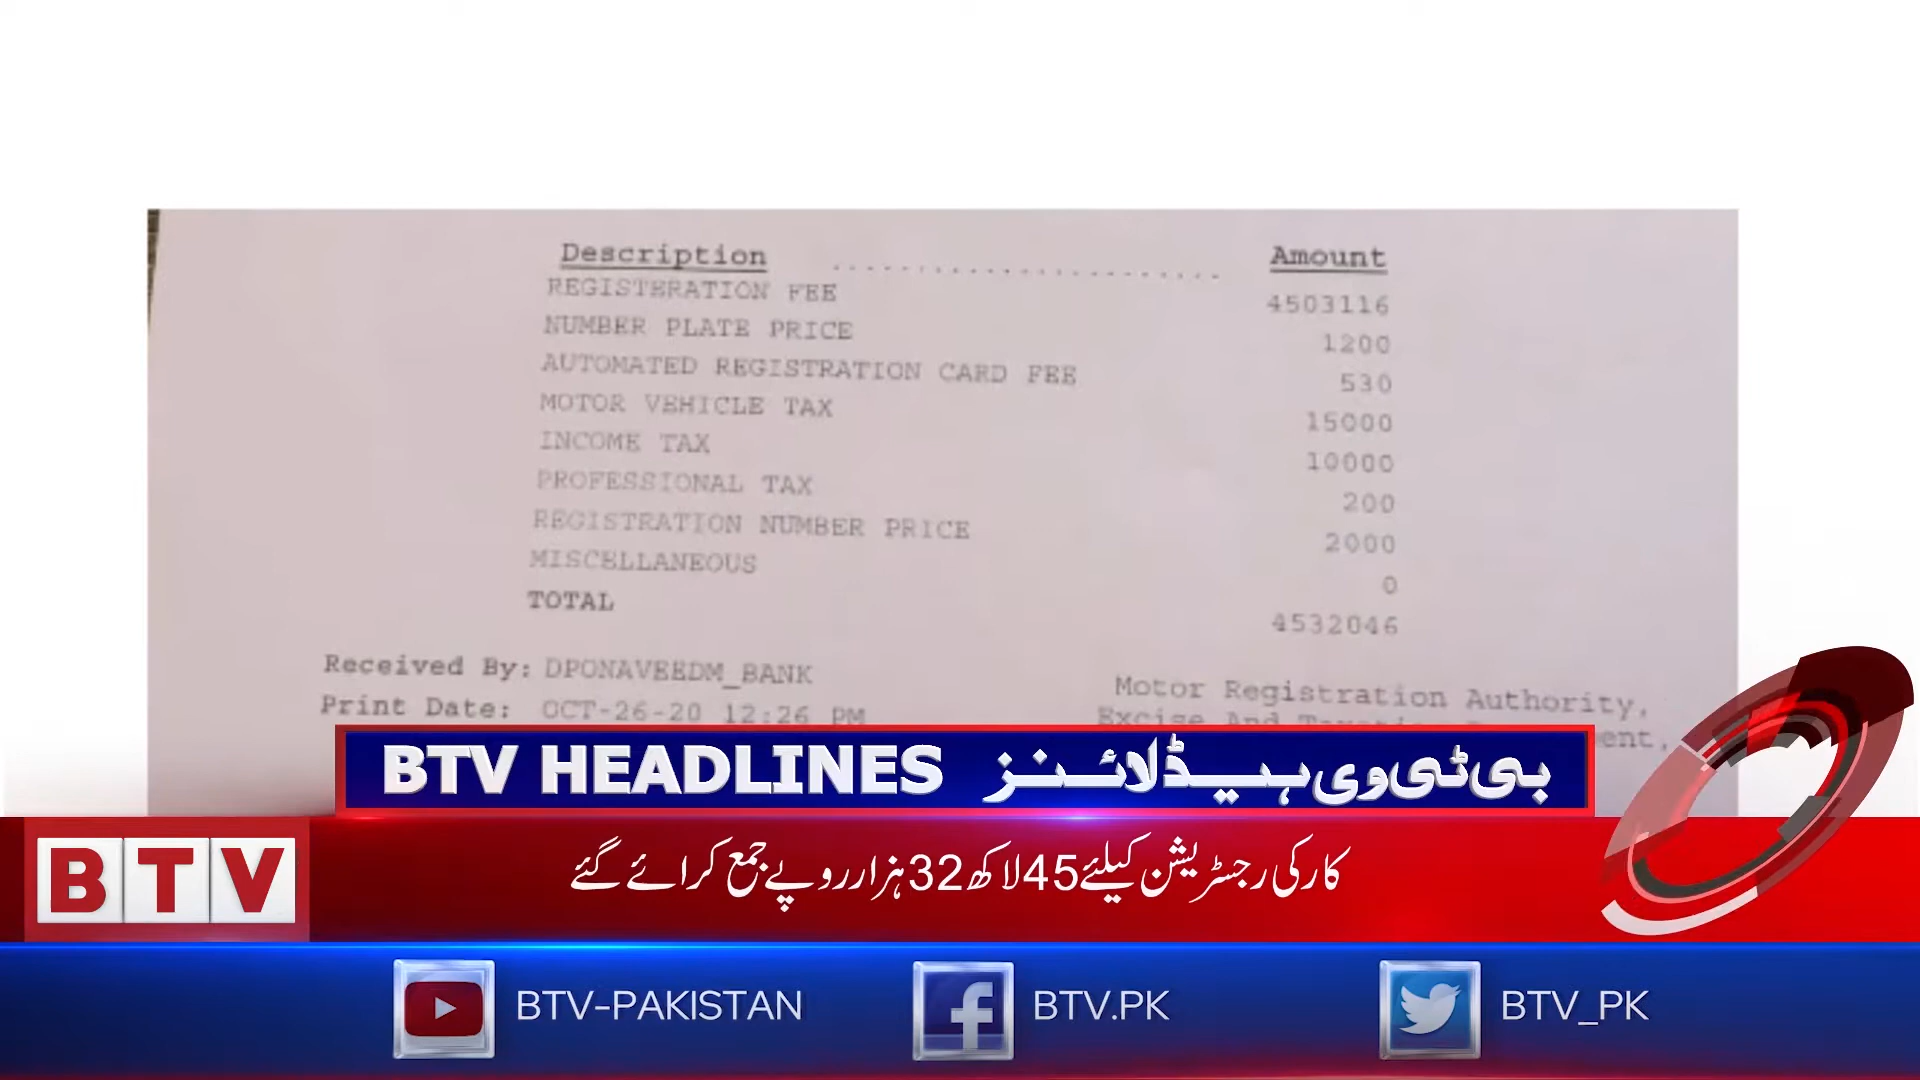 Description ....................... Amount
REGISTERATION FEE 4503116
NUMBER PLATE PRICE 1200
AUTOMATED REGISTRATION CARD FEE 530
MOTOR VEHICLE TAX 15000
INCOME TAX 10000
PROFESSIONAL TAX 200
REGISTRATION NUMBER PRICE 2000
MISCELLANEOUS 0
TOTAL 4532046
Received By: DPONAVEEDM_BANK
Print Date: OCT-26-20 12:26 PM
Motor Registration Authority,
Excise And
BTV HEADLINES بی ٹی وی ہیڈلائنز
BTV
کار کی رجسٹریشن کیلئے 45 لاکھ 32 ہزار روپے جمع کرائے گئے
BTV-PAKISTAN BTV.PK BTV_PK